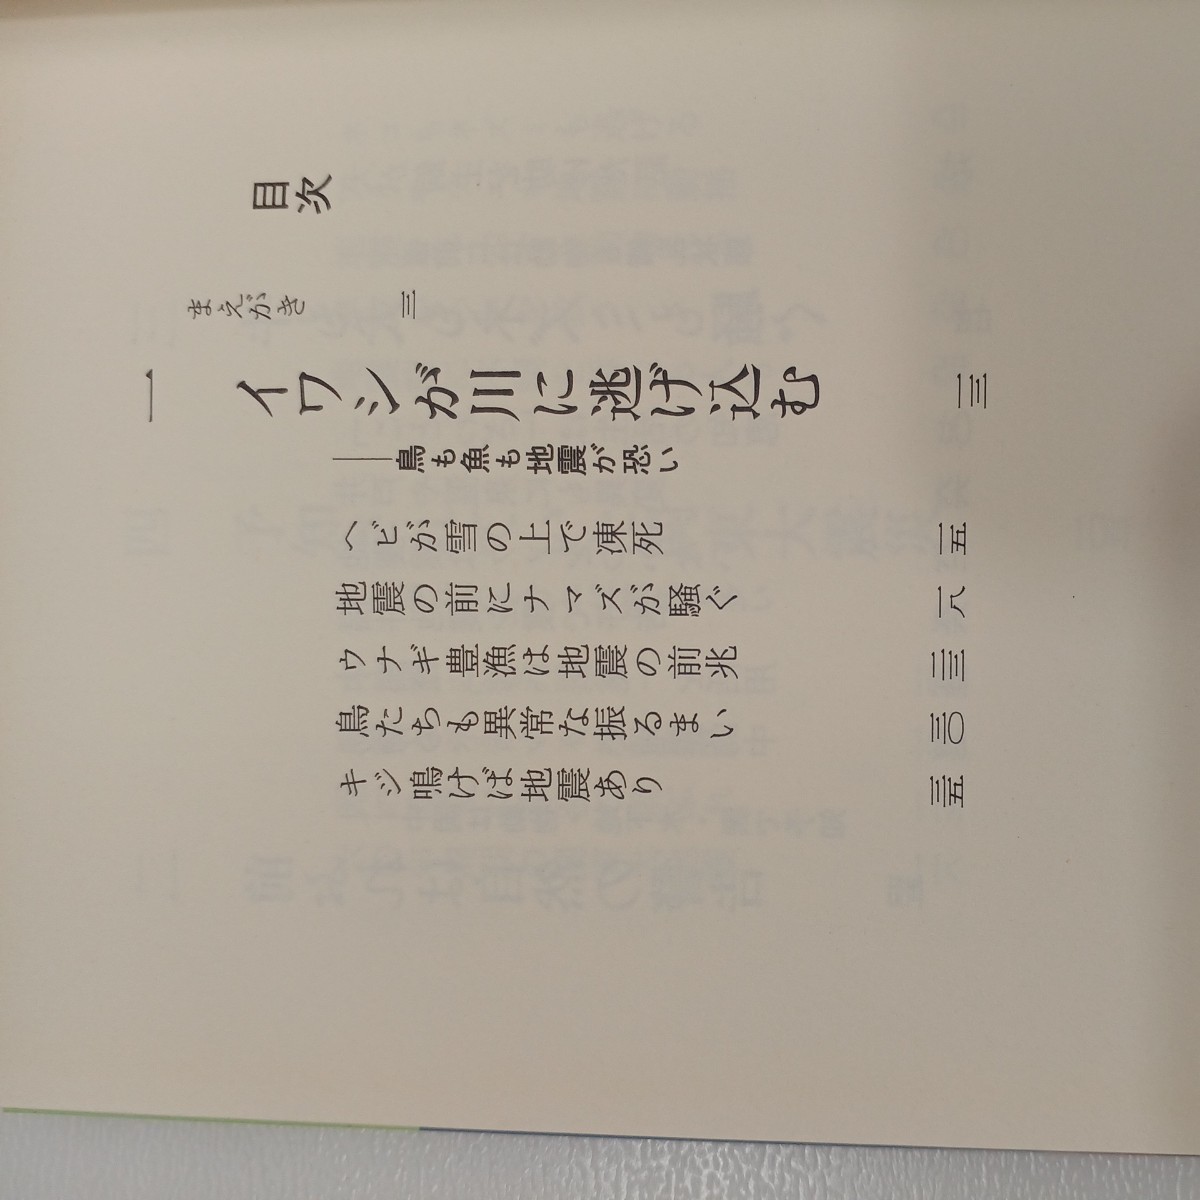 目次
まえがき 三
一 イワシが川に逃げ込む 一三
──鳥も魚も地震が恐い
ヘビが雪の上で凍死 一五
地震の前にナマズが騒ぐ 一八
ウナギ豊漁は地震の前兆 二三
鳥たちも異常な振るまい 三〇
キジ鳴けば地震あり 三五